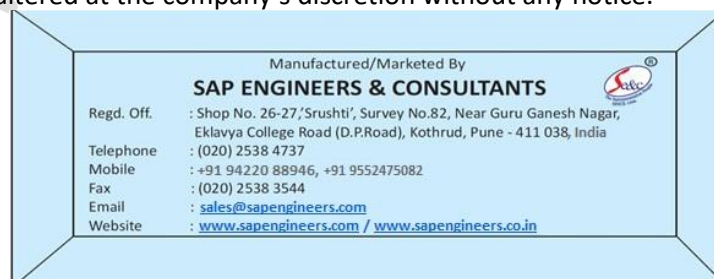 altered at the company's discretion without any notice.
Manufactured/Marketed By
SAP ENGINEERS & CONSULTANTS
Regd. Off. : Shop No. 26-27,'Srushti', Survey No.82, Near Guru Ganesh Nagar,
Eklavya College Road (D.P.Road), Kothrud, Pune - 411 038, India
Telephone : (020) 2538 4737
Mobile : +91 94220 88946, +91 9552475082
Fax : (020) 2538 3544
Email : sales@sapengineers.com
Website : www.sapengineers.com / www.sapengineers.co.in